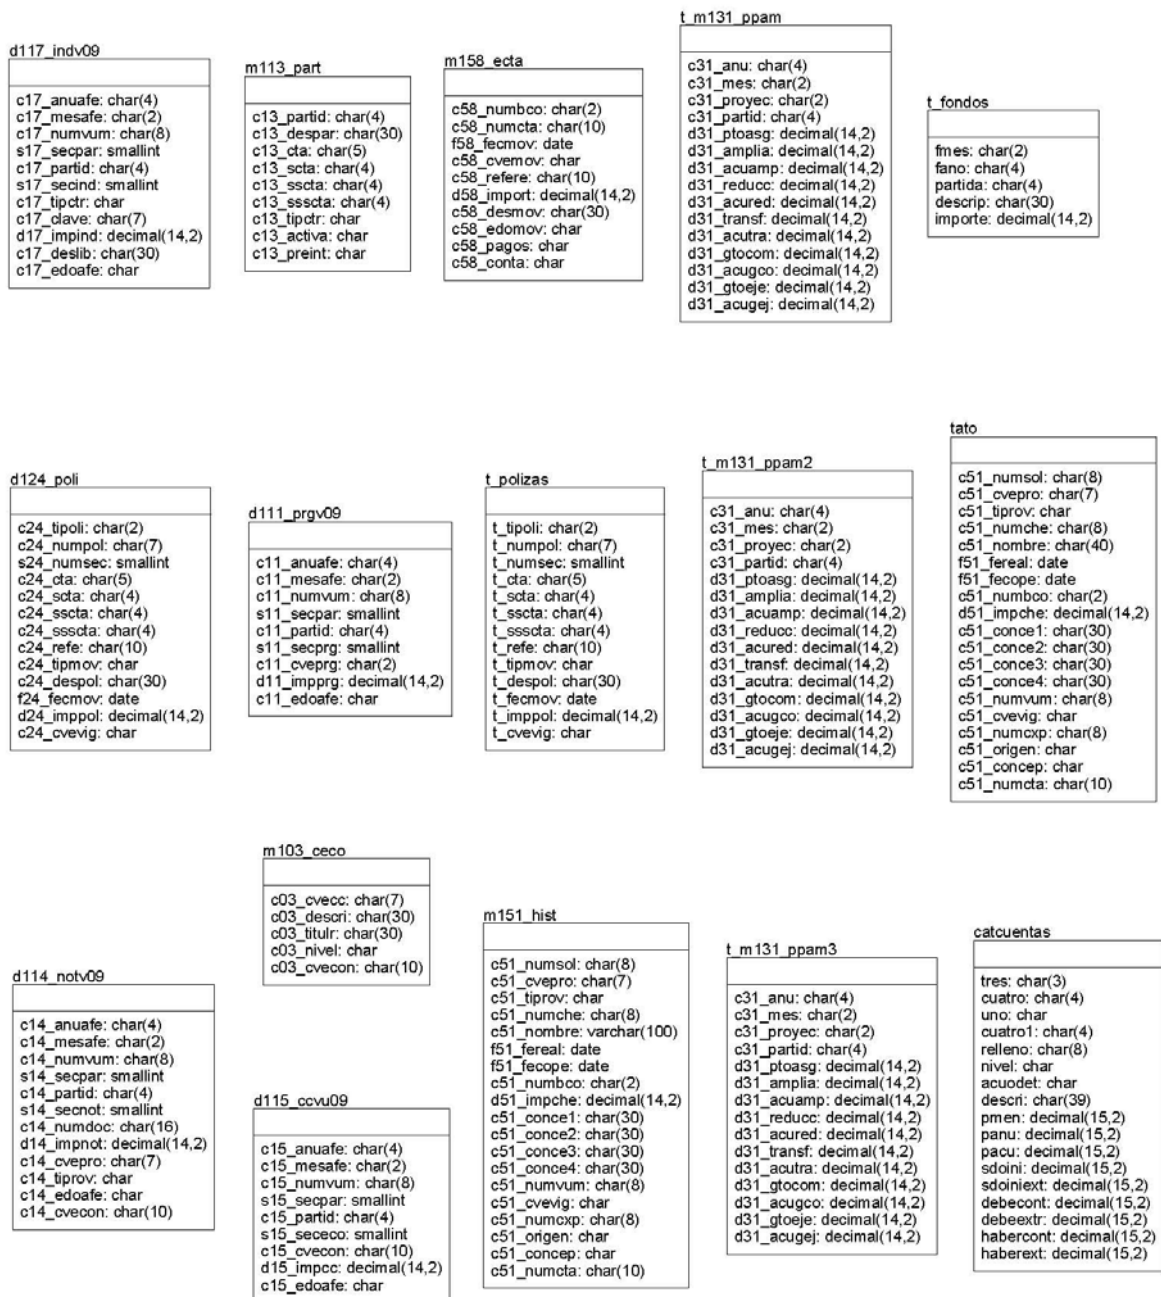 d117_indv09
c17_anuafe: char(4)
c17_mesafe: char(2)
c17_numvum: char(8)
s17_secpar: smallint
c17_partid: char(4)
s17_secind: smallint
c17_tipctr: char
c17_clave: char(7)
d17_impind: decimal(14,2)
c17_deslib: char(30)
c17_edoafe: char
m113_part
c13_partid: char(4)
c13_despar: char(30)
c13_cta: char(5)
c13_scta: char(4)
c13_sscta: char(4)
c13_ssscta: char(4)
c13_tipctr: char
c13_activa: char
c13_preint: char
m158_ecta
c58_numbco: char(2)
c58_numcta: char(10)
f58_fecmov: date
c58_cvemov: char
c58_refere: char(10)
d58_import: decimal(14,2)
c58_desmov: char(30)
c58_edomov: char
c58_pagos: char
c58_conta: char
t_m131_ppam
c31_anu: char(4)
c31_mes: char(2)
c31_proyec: char(2)
c31_partid: char(4)
d31_ptoasg: decimal(14,2)
d31_amplia: decimal(14,2)
d31_acuamp: decimal(14,2)
d31_reducc: decimal(14,2)
d31_acured: decimal(14,2)
d31_transf: decimal(14,2)
d31_acutra: decimal(14,2)
d31_gtocom: decimal(14,2)
d31_acugco: decimal(14,2)
d31_gtoeje: decimal(14,2)
d31_acugej: decimal(14,2)
t_fondos
fmes: char(2)
fano: char(4)
partida: char(4)
descrip: char(30)
importe: decimal(14,2)
d124_poli
c24_tipoli: char(2)
c24_numpol: char(7)
s24_numsec: smallint
c24_cta: char(5)
c24_scta: char(4)
c24_sscta: char(4)
c24_ssscta: char(4)
c24_refe: char(10)
c24_tipmov: char
c24_despol: char(30)
f24_fecmov: date
d24_imppol: decimal(14,2)
c24_cvevig: char
d111_prgv09
c11_anuafe: char(4)
c11_mesafe: char(2)
c11_numvum: char(8)
s11_secpar: smallint
c11_partid: char(4)
s11_secprg: smallint
c11_cveprg: char(2)
d11_impprg: decimal(14,2)
c11_edoafe: char
t_polizas
t_tipoli: char(2)
t_numpol: char(7)
t_numsec: smallint
t_cta: char(5)
t_scta: char(4)
t_sscta: char(4)
t_ssscta: char(4)
t_refe: char(10)
t_tipmov: char
t_despol: char(30)
t_fecmov: date
t_imppol: decimal(14,2)
t_cvevig: char
t_m131_ppam2
c31_anu: char(4)
c31_mes: char(2)
c31_proyec: char(2)
c31_partid: char(4)
d31_ptoasg: decimal(14,2)
d31_amplia: decimal(14,2)
d31_acuamp: decimal(14,2)
d31_reducc: decimal(14,2)
d31_acured: decimal(14,2)
d31_transf: decimal(14,2)
d31_acutra: decimal(14,2)
d31_gtocom: decimal(14,2)
d31_acugco: decimal(14,2)
d31_gtoeje: decimal(14,2)
d31_acugej: decimal(14,2)
tato
c51_numsol: char(8)
c51_cvepro: char(7)
c51_tiprov: char
c51_numche: char(8)
c51_nombre: char(40)
f51_fereal: date
f51_fecope: date
c51_numbco: char(2)
d51_impche: decimal(14,2)
c51_conce1: char(30)
c51_conce2: char(30)
c51_conce3: char(30)
c51_conce4: char(30)
c51_numvum: char(8)
c51_cvevig: char
c51_numcxp: char(8)
c51_origen: char
c51_concep: char
c51_numcta: char(10)
d114_notv09
c14_anuafe: char(4)
c14_mesafe: char(2)
c14_numvum: char(8)
s14_secpar: smallint
c14_partid: char(4)
s14_secnot: smallint
c14_numdoc: char(16)
d14_impnot: decimal(14,2)
c14_cvepro: char(7)
c14_tiprov: char
c14_edoafe: char
c14_cvecon: char(10)
m103_ceco
c03_cvecc: char(7)
c03_descri: char(30)
c03_titulr: char(30)
c03_nivel: char
c03_cvecon: char(10)
d115_ccvu09
c15_anuafe: char(4)
c15_mesafe: char(2)
c15_numvum: char(8)
s15_secpar: smallint
c15_partid: char(4)
s15_sececo: smallint
c15_cvecon: char(10)
d15_impcc: decimal(14,2)
c15_edoafe: char
m151_hist
c51_numsol: char(8)
c51_cvepro: char(7)
c51_tiprov: char
c51_numche: char(8)
c51_nombre: varchar(100)
f51_fereal: date
f51_fecope: date
c51_numbco: char(2)
d51_impche: decimal(14,2)
c51_conce1: char(30)
c51_conce2: char(30)
c51_conce3: char(30)
c51_conce4: char(30)
c51_numvum: char(8)
c51_cvevig: char
c51_numcxp: char(8)
c51_origen: char
c51_concep: char
c51_numcta: char(10)
t_m131_ppam3
c31_anu: char(4)
c31_mes: char(2)
c31_proyec: char(2)
c31_partid: char(4)
d31_ptoasg: decimal(14,2)
d31_amplia: decimal(14,2)
d31_acuamp: decimal(14,2)
d31_reducc: decimal(14,2)
d31_acured: decimal(14,2)
d31_transf: decimal(14,2)
d31_acutra: decimal(14,2)
d31_gtocom: decimal(14,2)
d31_acugco: decimal(14,2)
d31_gtoeje: decimal(14,2)
d31_acugej: decimal(14,2)
catcuentas
tres: char(3)
cuatro: char(4)
uno: char
cuatro1: char(4)
relleno: char(8)
nivel: char
acuodet: char
descri: char(39)
pmen: decimal(15,2)
panu: decimal(15,2)
pacu: decimal(15,2)
sdoini: decimal(15,2)
sdoiniext: decimal(15,2)
debecont: decimal(15,2)
debeextr: decimal(15,2)
habercont: decimal(15,2)
haberext: decimal(15,2)